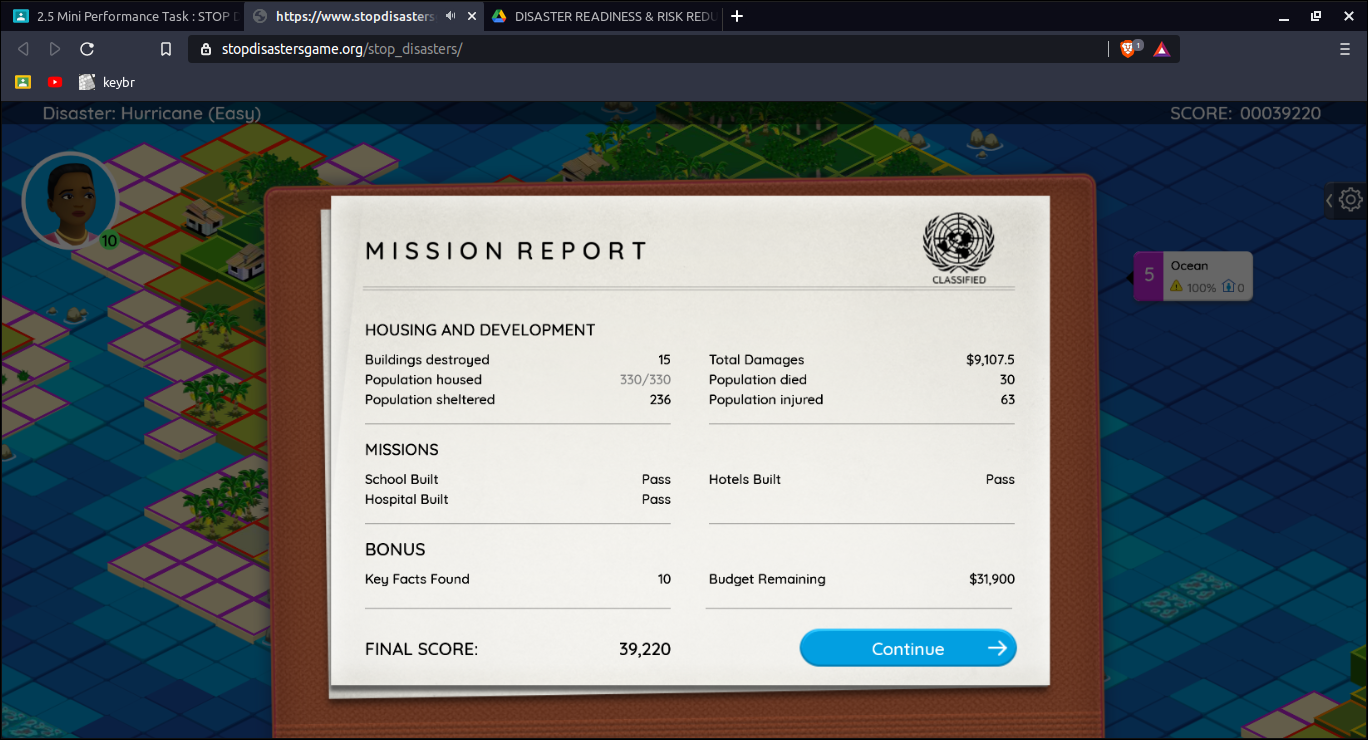 2.5 Mini Performance Task : STOP D
https://www.stopdisasters
DISASTER READINESS & RISK REDU
stopdisastersgame.org/stop_disasters/
1
keybr
Disaster: Hurricane (Easy)
SCORE: 00039220
10
5 Ocean
100% 0
MISSION REPORT
CLASSIFIED
HOUSING AND DEVELOPMENT
Buildings destroyed 15 Total Damages $9,107.5
Population housed 330/330 Population died 30
Population sheltered 236 Population injured 63
MISSIONS
School Built Pass Hotels Built Pass
Hospital Built Pass
BONUS
Key Facts Found 10 Budget Remaining $31,900
FINAL SCORE: 39,220 Continue